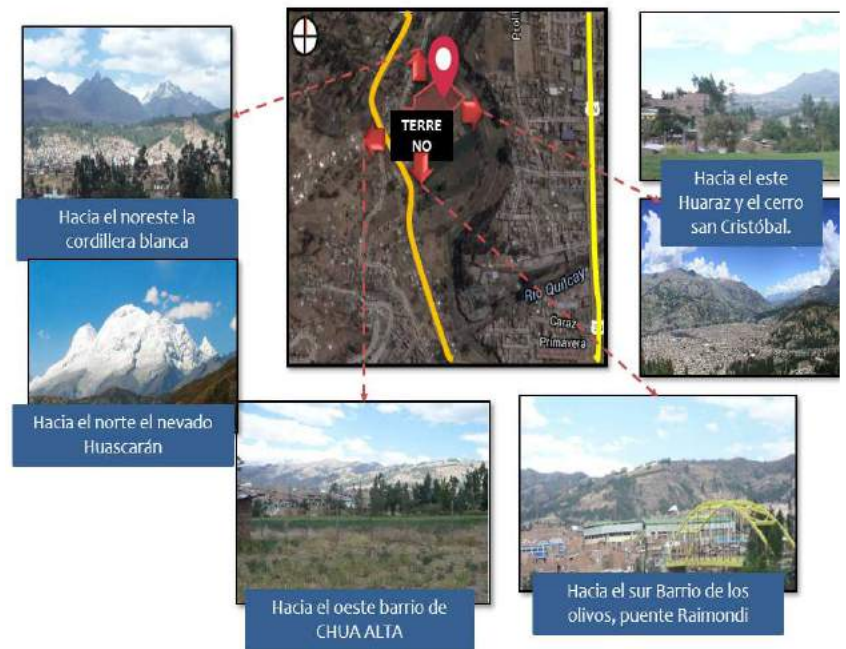 TERRE
NO
Prol
Río Quilcay
Caraz
Primavera
3
Hacia el noreste la
cordillera blanca
Hacia el norte el nevado
Huascarán
Hacia el este
Huaraz y el cerro
san Cristóbal.
Hacia el oeste barrio de
CHUA ALTA
Hacia el sur Barrio de los
olivos, puente Raimondi